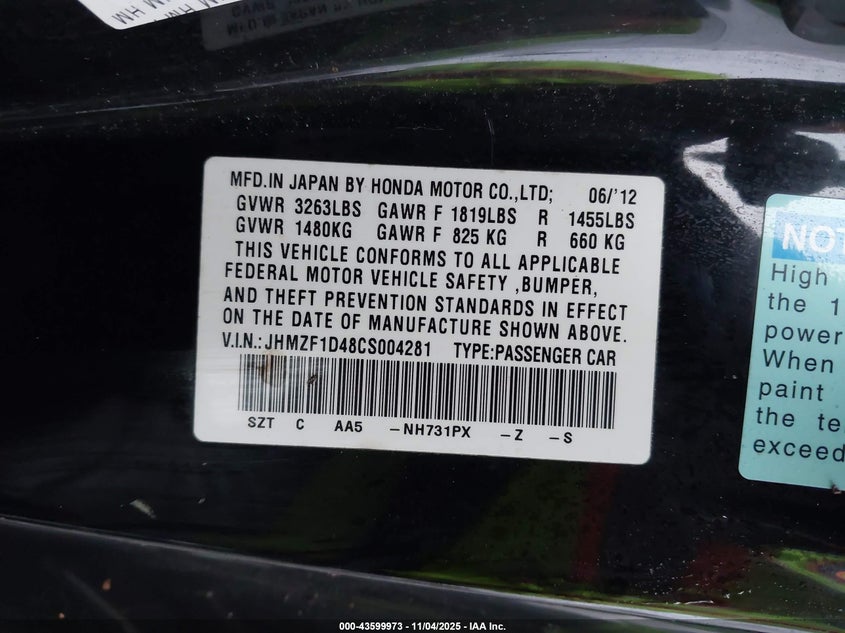 MFD.IN JAPAN BY HONDA MOTOR CO.,LTD; 06/'12
GVWR 3263LBS GAWR F 1819LBS R 1455LBS
GVWR 1480KG GAWR F 825 KG R 660 KG
THIS VEHICLE CONFORMS TO ALL APPLICABLE
FEDERAL MOTOR VEHICLE SAFETY ,BUMPER,
AND THEFT PREVENTION STANDARDS IN EFFECT
ON THE DATE OF MANUFACTURE SHOWN ABOVE.
V.I.N.:JHMZF1D48CS004281 TYPE:PASSENGER CAR
SZT C AA5 -NH731PX -Z -S
NOT
High
the 1
power
When
paint
the te
exceed
000-43599973 - 11/04/2025 - IAA Inc.